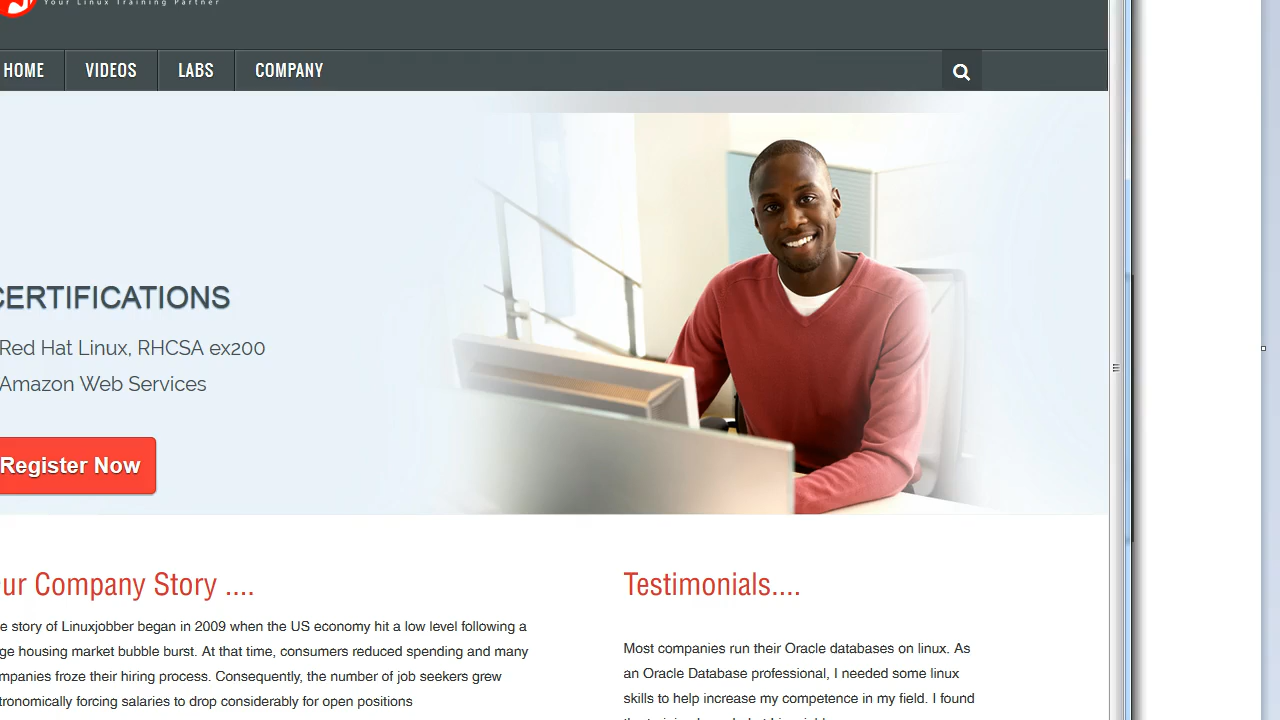 Your Linux Training Partner
HOME VIDEOS LABS COMPANY
CERTIFICATIONS
Red Hat Linux, RHCSA ex200
Amazon Web Services
Register Now
ur Company Story ....
e story of Linuxjobber began in 2009 when the US economy hit a low level following a
ge housing market bubble burst. At that time, consumers reduced spending and many
mpanies froze their hiring process. Consequently, the number of job seekers grew
tronomically forcing salaries to drop considerably for open positions
Testimonials....
Most companies run their Oracle databases on linux. As
an Oracle Database professional, I needed some linux
skills to help increase my competence in my field. I found